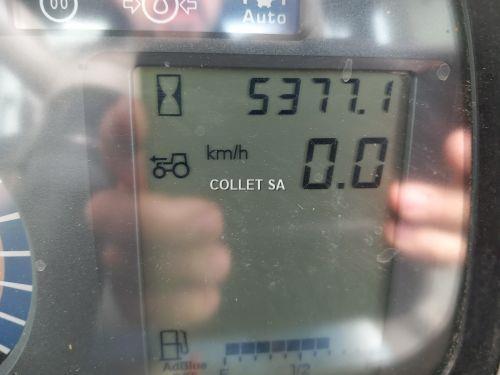 Auto
5377.1
km/h
0.0
COLLET SA
AdBlue
E 1/2